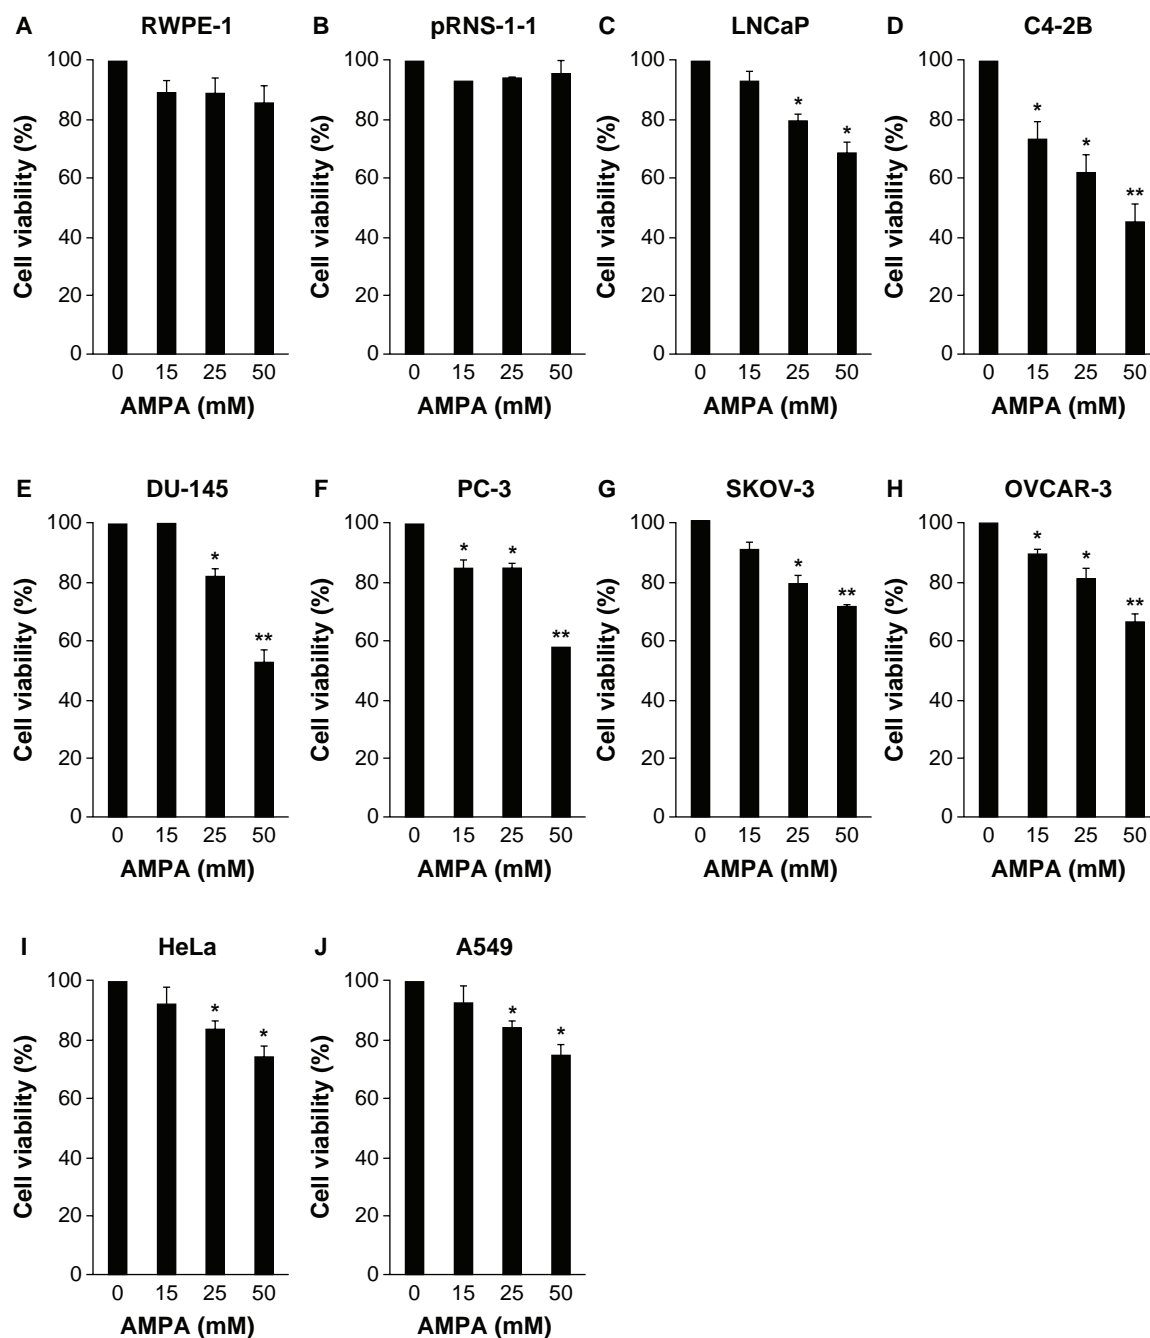 A RWPE-1
Cell viability (%)
100
80
60
40
20
0
0 15 25 50
AMPA (mM)
B pRNS-1-1
Cell viability (%)
100
80
60
40
20
0
0 15 25 50
AMPA (mM)
C LNCaP
Cell viability (%)
100
80
60
40
20
0
*
*
0 15 25 50
AMPA (mM)
D C4-2B
Cell viability (%)
100
80
60
40
20
0
*
*
**
0 15 25 50
AMPA (mM)
E DU-145
Cell viability (%)
100
80
60
40
20
0
*
**
0 15 25 50
AMPA (mM)
F PC-3
Cell viability (%)
100
80
60
40
20
0
* *
**
0 15 25 50
AMPA (mM)
G SKOV-3
Cell viability (%)
100
80
60
40
20
0
*
**
0 15 25 50
AMPA (mM)
H OVCAR-3
Cell viability (%)
100
80
60
40
20
0
*
*
**
0 15 25 50
AMPA (mM)
I HeLa
Cell viability (%)
100
80
60
40
20
0
*
*
0 15 25 50
AMPA (mM)
J A549
Cell viability (%)
100
80
60
40
20
0
*
*
0 15 25 50
AMPA (mM)